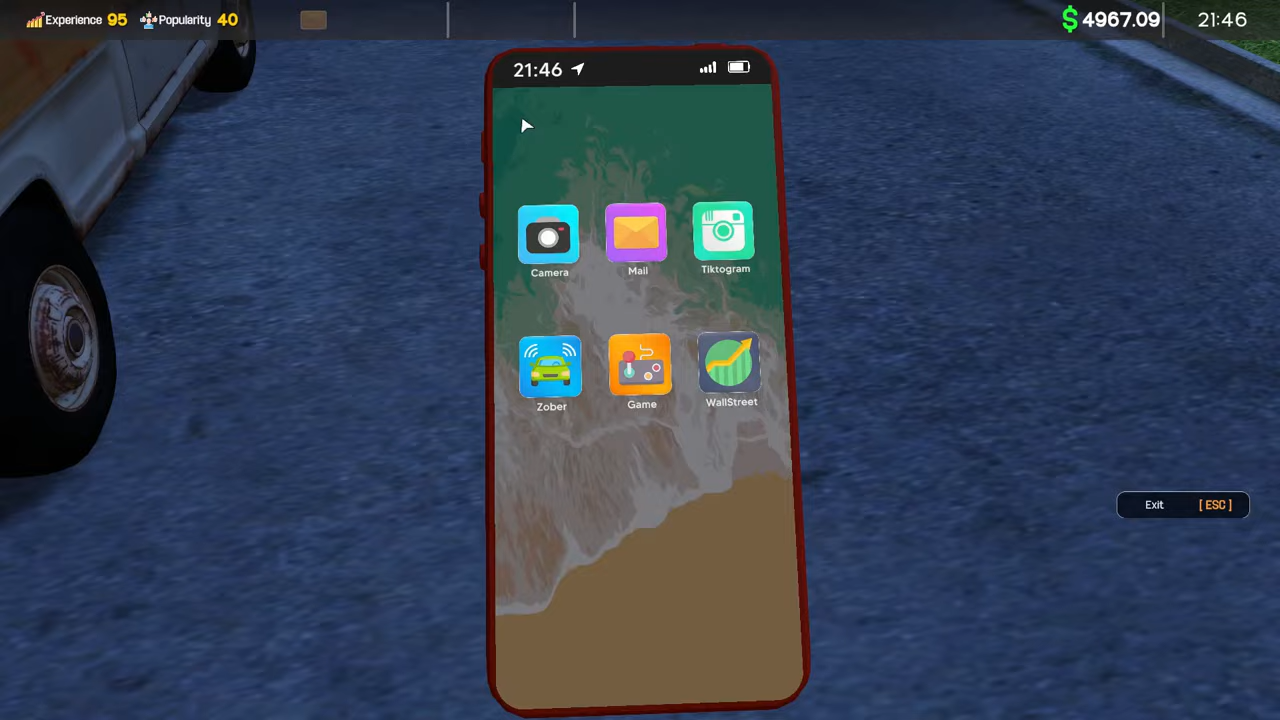 Experience 95 Popularity 40
$ 4967.09 21:46
21:46
Camera Mail Tiktogram
Zober Game WallStreet
Exit [ ESC ]